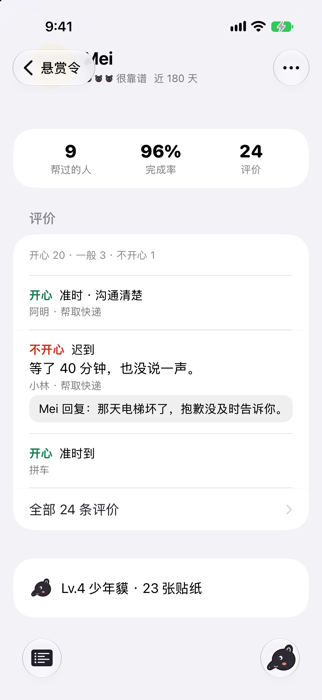 9:41
悬赏令
Mei
很靠谱 近 180 天
9
96%
24
帮过的人
完成率
评价
评价
开心 20 · 一般 3 · 不开心 1
开心 准时 · 沟通清楚
阿明 · 帮取快递
不开心 迟到
等了 40 分钟，也没说一声。
小林 · 帮取快递
Mei 回复：那天电梯坏了，抱歉没及时告诉你。
开心 准时到
拼车
全部 24 条评价
Lv.4 少年貘 · 23 张贴纸